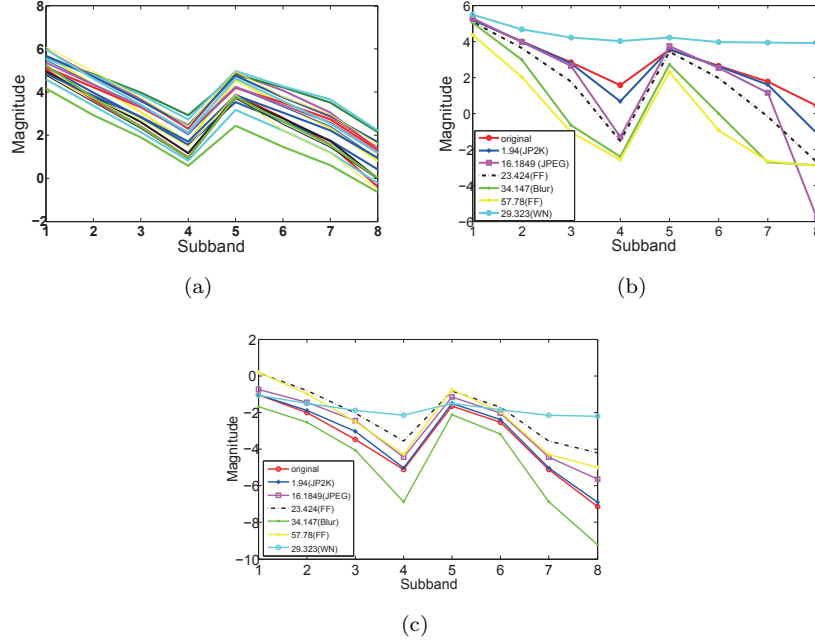 8
6
4
2
0
−2
1
2
3
4
5
6
7
8
Magnitude
Subband
(a)
6
4
2
0
−2
−4
−6
1
2
3
4
5
6
7
8
Magnitude
Subband
original
1.94(JP2K)
16.1849 (JPEG)
23.424(FF)
34.147(Blur)
57.78(FF)
29.323(WN)
(b)
2
0
−2
−4
−6
−8
−10
1
2
3
4
5
6
7
8
Magnitude
Subband
original
1.94(JP2K)
16.1849(JPEG)
23.424(FF)
34.147(Blur)
57.78(FF)
29.323(WN)
(c)